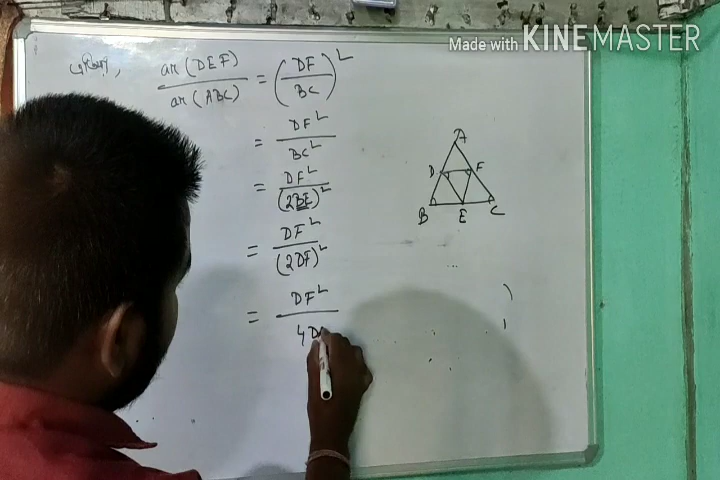 Made with KINEMASTER
ar(DEF)/ar(ABC) = (DF/BC)²
= DF²/BC²
= DF²/(2BE)²
= DF²/(2DF)²
= DF²/4D
A
D F
B E C